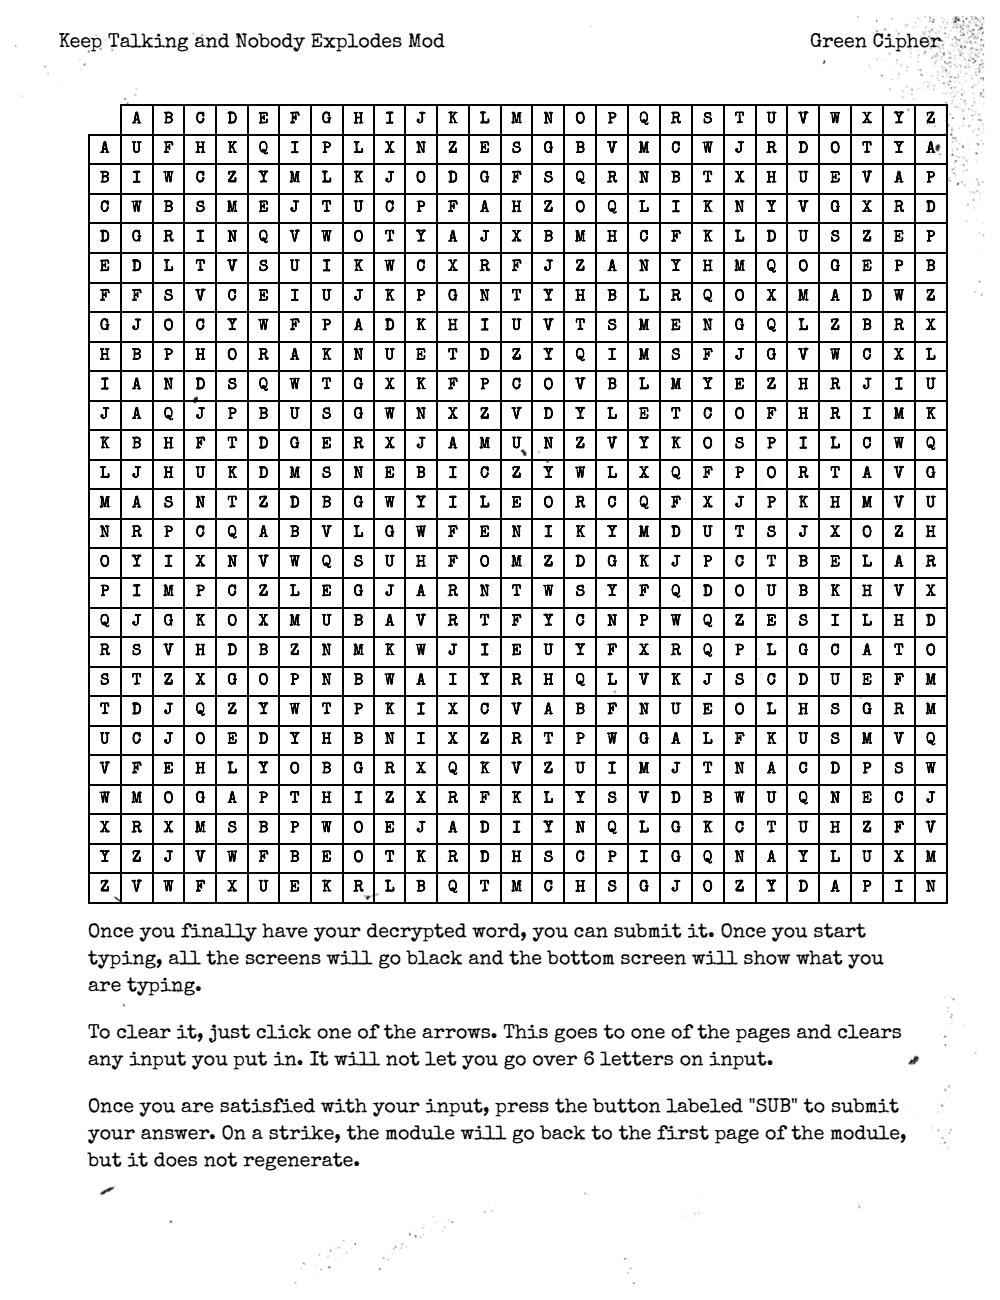 Keep Talking and Nobody Explodes Mod Green Cipher
A B C D E F G H I J K L M N O P Q R S T U V W X Y Z
A U F H K Q I P L X N Z E S G B V M C W J R D O T Y A
B I W C Z Y M L K J O D G F S Q R N B T X H U E V A P
C W B S M E J T U C P F A H Z O Q L I K N Y V G X R D
D G R I N Q V W O T Y A J X B M H C F K L D U S Z E P
E D L T V S U I K W C X R F J Z A N Y H M Q O G E P B
F F S V C E I U J K P G N T Y H B L R Q O X M A D W Z
G J O C Y W F P A D K H I U V T S M E N G Q L Z B R X
H B P H O R A K N U E T D Z Y Q I M S F J G V W C X L
I A N D S Q W T G X K F P C O V B L M Y E Z H R J I U
J A Q J P B U S G W N X Z V D Y L E T C O F H R I M K
K B H F T D G E R X J A M U N Z V Y K O S P I L C W Q
L J H U K D M S N E B I C Z Y W L X Q F P O R T A V G
M A S N T Z D B G W Y I L E O R C Q F X J P K H M V U
N R P C Q A B V L G W F E N I K Y M D U T S J X O Z H
O Y I X N V W Q S U H F O M Z D G K J P C T B E L A R
P I M P C Z L E G J A R N T W S Y F Q D O U B K H V X
Q J G K O X M U B A V R T F Y C N P W Q Z E S I L H D
R S V H D B Z N M K W J I E U Y F X R Q P L G C A T O
S T Z X G O P N B W A I Y R H Q L V K J S C D U E F M
T D J Q Z Y W T P K I X C V A B F N U E O L H S G R M
U C J O E D Y H B N I X Z R T P W G A L F K U S M V Q
V F E H L Y O B G R X Q K V Z U I M J T N A C D P S W
W M O G A P T H I Z X R F K L Y S V D B W U Q N E C J
X R X M S B P W O E J A D I Y N Q L G K C T U H Z F V
Y Z J V W F B E O T K R D H S C P I G Q N A Y L U X M
Z V W F X U E K R L B Q T M C H S G J O Z Y D A P I N
Once you finally have your decrypted word, you can submit it. Once you start
typing, all the screens will go black and the bottom screen will show what you
are typing.
To clear it, just click one of the arrows. This goes to one of the pages and clears
any input you put in. It will not let you go over 6 letters on input.
Once you are satisfied with your input, press the button labeled "SUB" to submit
your answer. On a strike, the module will go back to the first page of the module,
but it does not regenerate.